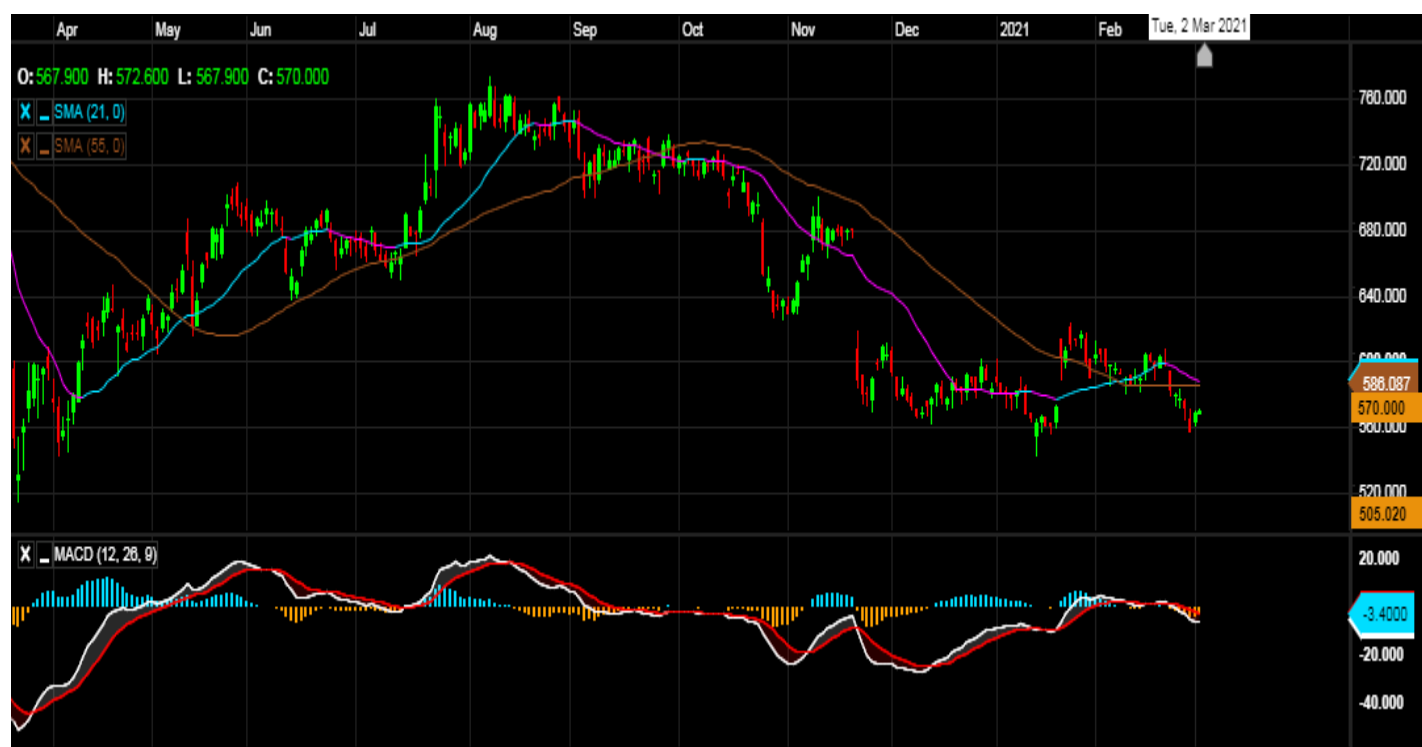 Apr May Jun Jul Aug Sep Oct Nov Dec 2021 Feb Tue, 2 Mar 2021
O: 567.900 H: 572.600 L: 567.900 C: 570.000
X SMA (21, 0)
X SMA (55, 0)
760.000
720.000
680.000
640.000
586.087
570.000
560.000
520.000
505.020
X MACD (12, 26, 9)
20.000
-3.4000
-20.000
-40.000